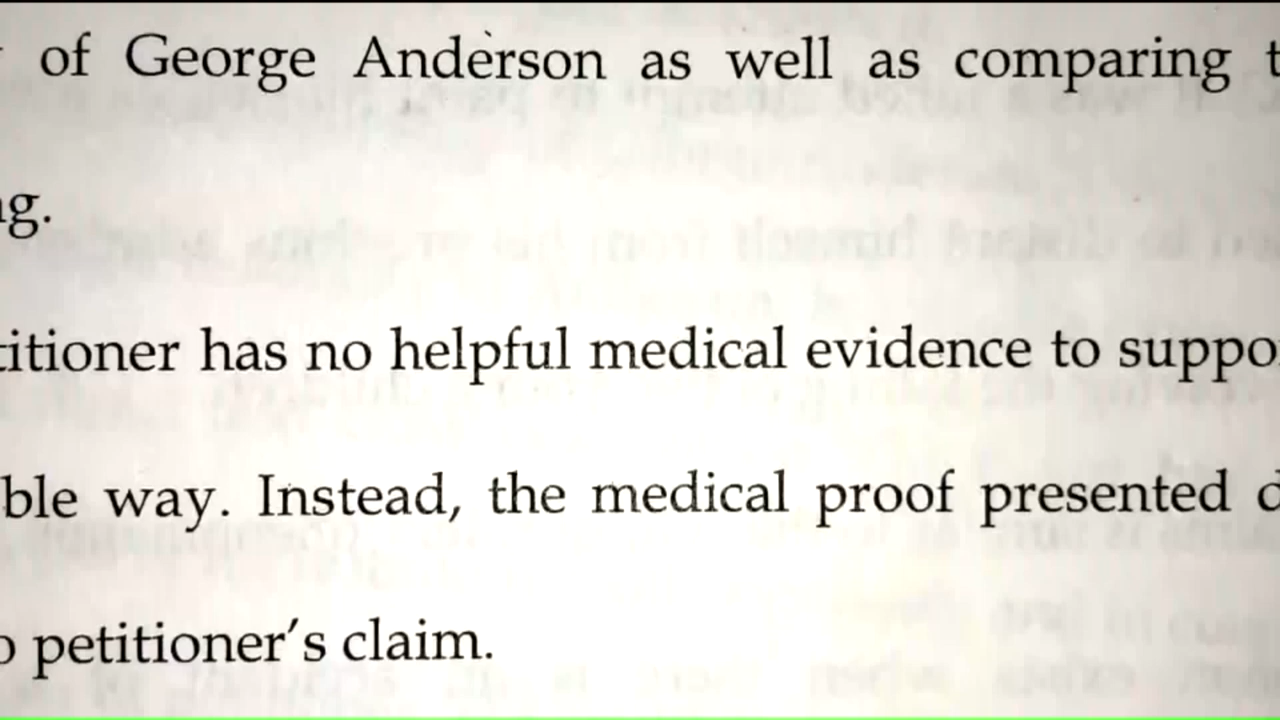 of George Anderson as well as comparing t
g.
titioner has no helpful medical evidence to suppor
ble way. Instead, the medical proof presented d
o petitioner's claim.